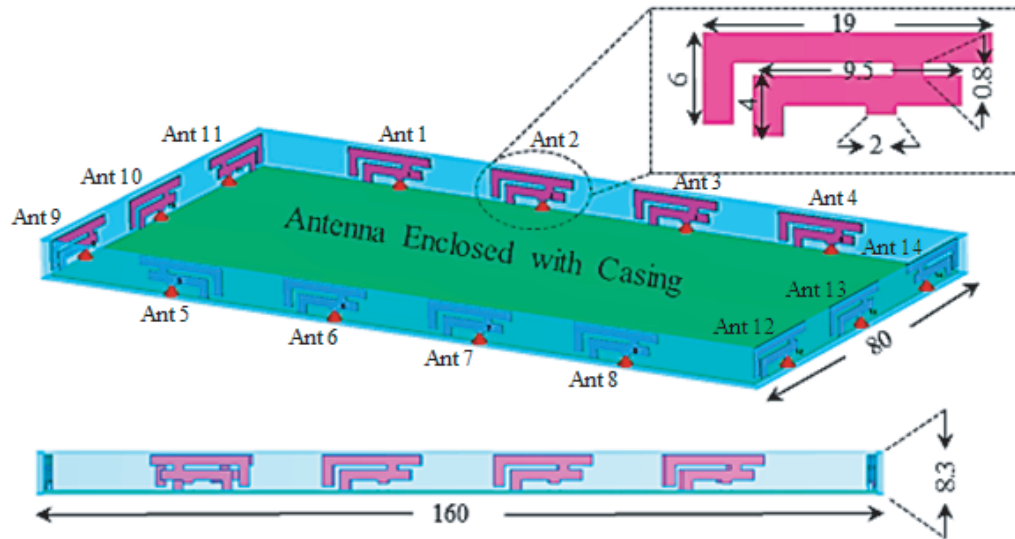 19
6
9.5
0.8
4
2
Ant 11
Ant 1
Ant 2
Ant 10
Ant 3
Ant 9
Ant 4
Ant 14
Antenna Enclosed with Casing
Ant 13
Ant 5
Ant 12
Ant 6
Ant 7
Ant 8
80
8.3
160